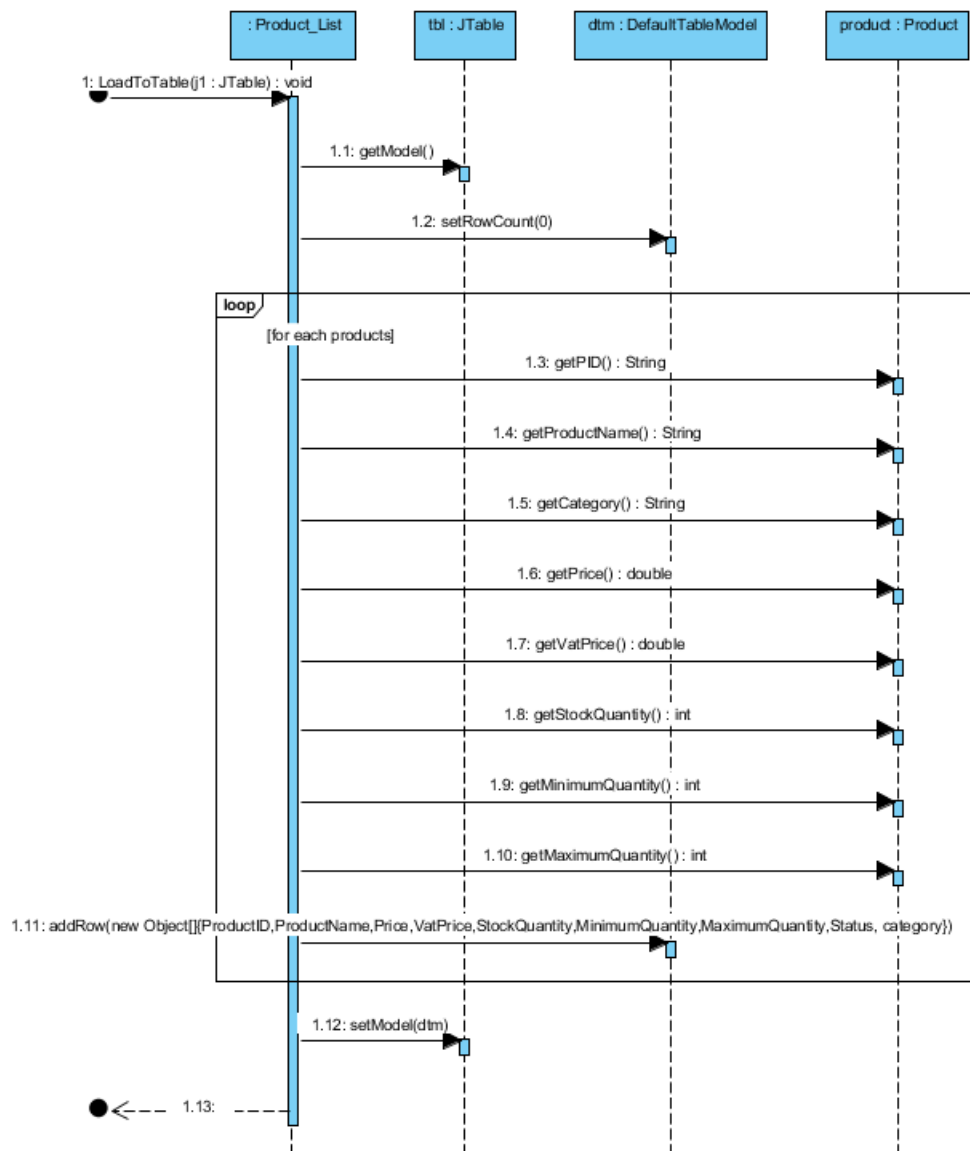 : Product_List
tbl : JTable
dtm : DefaultTableModel
product : Product
1: LoadToTable(j1 : JTable) : void
1.1: getModel()
1.2: setRowCount(0)
loop
[for each products]
1.3: getPID() : String
1.4: getProductName() : String
1.5: getCategory() : String
1.6: getPrice() : double
1.7: getVatPrice() : double
1.8: getStockQuantity() : int
1.9: getMinimumQuantity() : int
1.10: getMaximumQuantity() : int
1.11: addRow(new Object[]{ProductID,ProductName,Price,VatPrice,StockQuantity,MinimumQuantity,MaximumQuantity,Status, category})
1.12: setModel(dtm)
1.13: